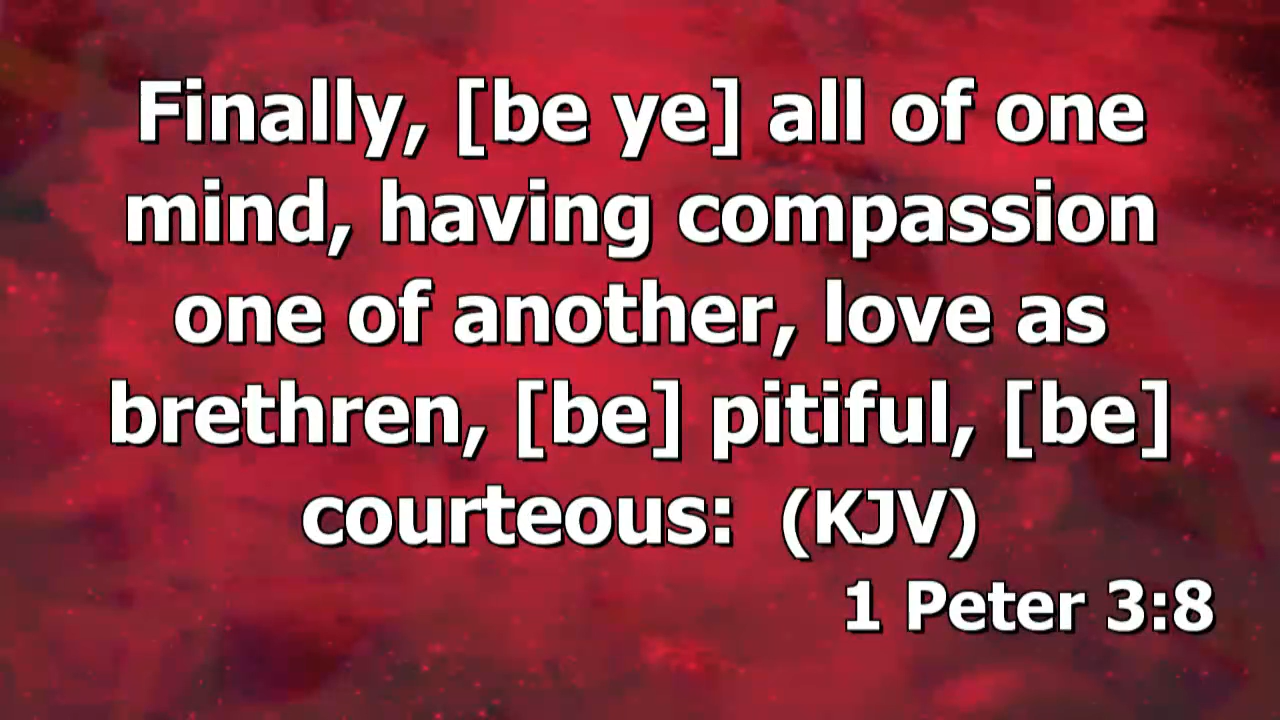 Finally, [be ye] all of one
mind, having compassion
one of another, love as
brethren, [be] pitiful, [be]
courteous:  (KJV)
1 Peter 3:8